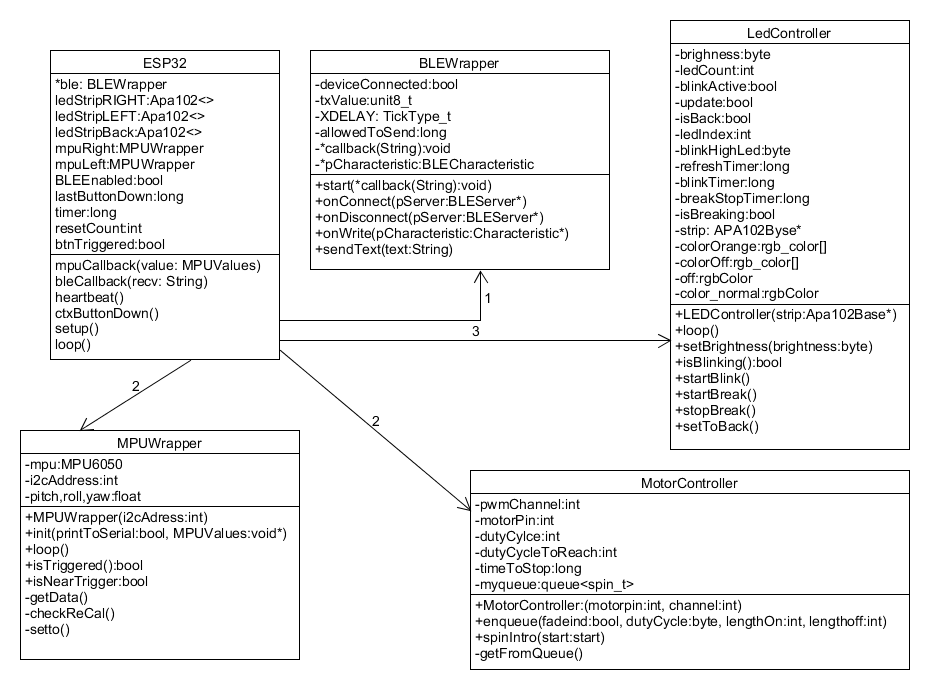 ESP32
*ble: BLEWrapper
ledStripRIGHT:Apa102<>
ledStripLEFT:Apa102<>
ledStripBack:Apa102<>
mpuRight:MPUWrapper
mpuLeft:MPUWrapper
BLEEnabled:bool
lastButtonDown:long
timer:long
resetCount:int
btnTriggered:bool
mpuCallback(value: MPUValues)
bleCallback(recv: String)
heartbeat()
ctxButtonDown()
setup()
loop()
BLEWrapper
-deviceConnected:bool
-txValue:unit8_t
-XDELAY: TickType_t
-allowedToSend:long
-*callback(String):void
-*pCharacteristic:BLECharacteristic
+start(*callback(String):void)
+onConnect(pServer:BLEServer*)
+onDisconnect(pServer:BLEServer*)
+onWrite(pCharacteristic:Characteristic*)
+sendText(text:String)
LedController
-brighness:byte
-ledCount:int
-blinkActive:bool
-update:bool
-isBack:bool
-ledIndex:int
-blinkHighLed:byte
-refreshTimer:long
-blinkTimer:long
-breakStopTimer:long
-isBreaking:bool
-strip: APA102Byse*
-colorOrange:rgb_color[]
-colorOff:rgb_color[]
-off:rgbColor
-color_normal:rgbColor
+LEDController(strip:Apa102Base*)
+loop()
+setBrightness(brightness:byte)
+isBlinking():bool
+startBlink()
+startBreak()
+stopBreak()
+setToBack()
1
3
2
2
MPUWrapper
-mpu:MPU6050
-i2cAddress:int
-pitch,roll,yaw:float
+MPUWrapper(i2cAdress:int)
+init(printToSerial:bool, MPUValues:void*)
+loop()
+isTriggered():bool
+isNearTrigger:bool
-getData()
-checkReCal()
-setto()
MotorController
-pwmChannel:int
-motorPin:int
-dutyCylce:int
-dutyCycleToReach:int
-timeToStop:long
-myqueue:queue<spin_t>
+MotorController:(motorpin:int, channel:int)
+enqueue(fadeind:bool, dutyCycle:byte, lengthOn:int, lengthoff:int)
+spinIntro(start:start)
-getFromQueue()